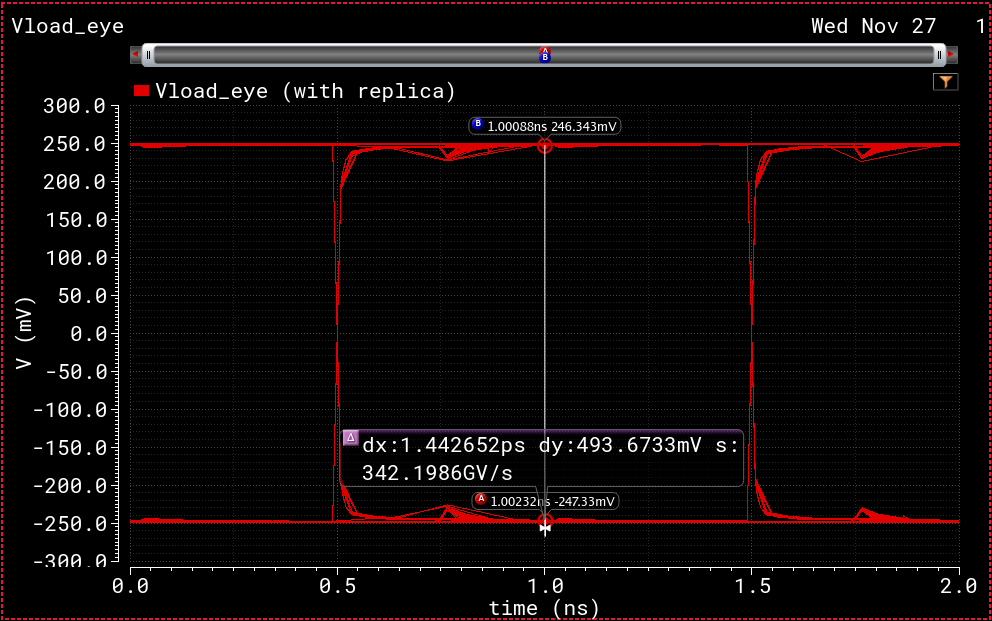 Vload_eye
Wed Nov 27 1
B
Vload_eye (with replica)
300.0
B 1.00088ns 246.343mV
250.0
200.0
150.0
100.0
50.0
V (mV)
0.0
-50.0
-100.0
-150.0
Δ dx:1.442652ps dy:493.6733mV s:
342.1986GV/s
-200.0
A 1.00232ns -247.33mV
-250.0
-300.0
0.0 0.5 1.0 1.5 2.0
time (ns)